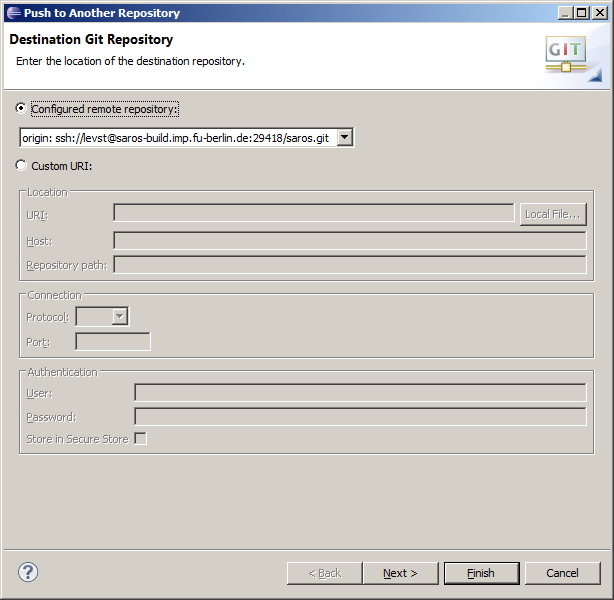 Push to Another Repository
Destination Git Repository
Enter the location of the destination repository.
GIT
Configured remote repository:
origin: ssh://levst@saros-build.imp.fu-berlin.de:29418/saros.git
Custom URI:
Location
URI:
Local File...
Host:
Repository path:
Connection
Protocol:
Port:
Authentication
User:
Password:
Store in Secure Store
?
< Back
Next >
Finish
Cancel